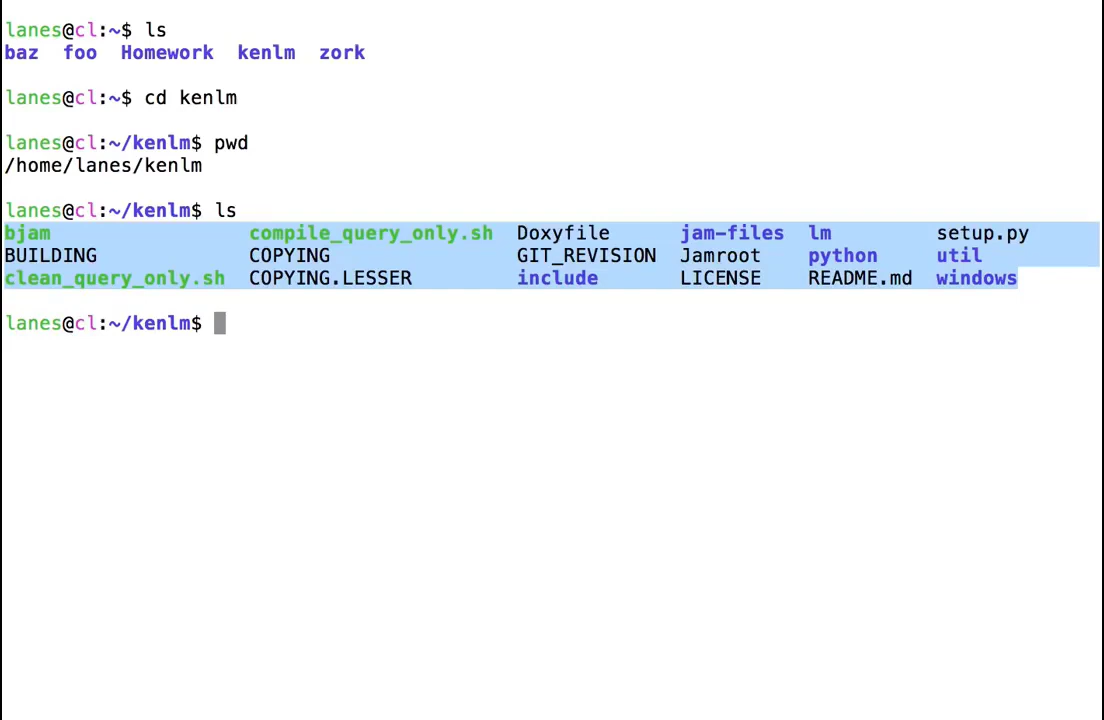 lanes@cl:~$ ls
baz  foo  Homework  kenlm  zork
lanes@cl:~$ cd kenlm
lanes@cl:~/kenlm$ pwd
/home/lanes/kenlm
lanes@cl:~/kenlm$ ls
bjam                 compile_query_only.sh  Doxyfile      jam-files  lm         setup.py
BUILDING             COPYING                GIT_REVISION  Jamroot    python     util
clean_query_only.sh  COPYING.LESSER         include       LICENSE    README.md  windows
lanes@cl:~/kenlm$